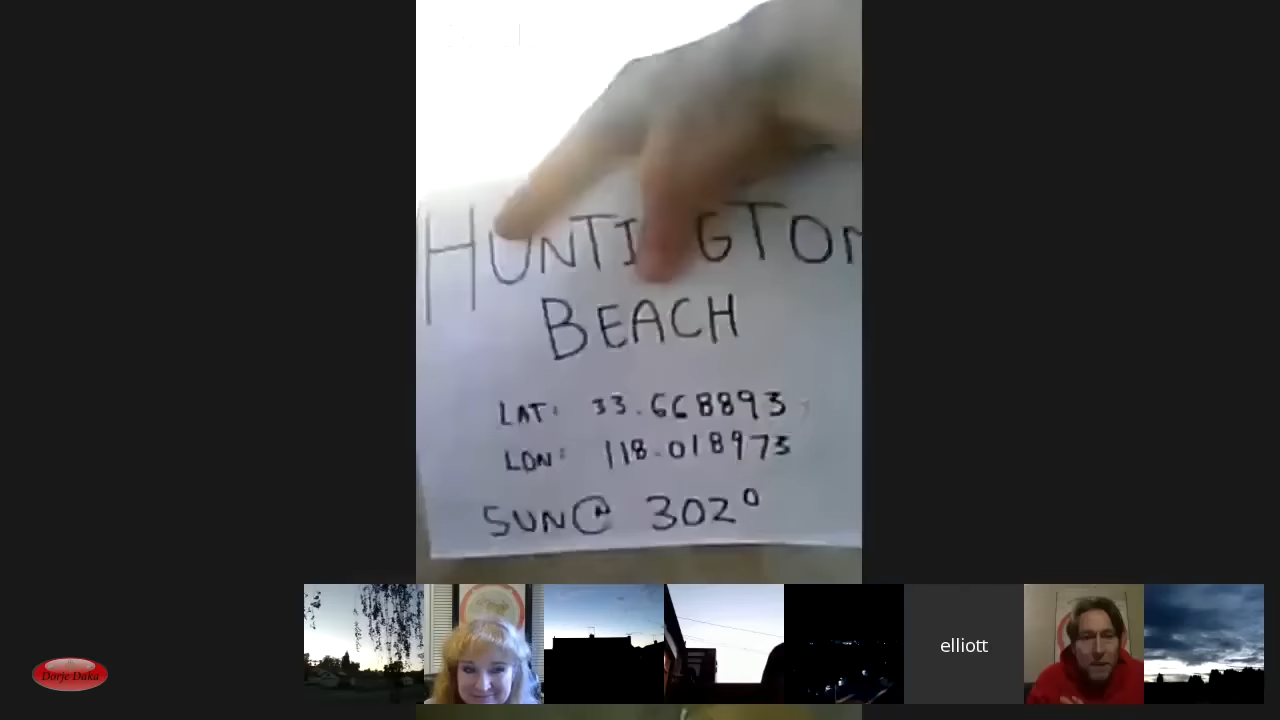 HUNTINGTON
BEACH
LAT: 33.668893
LON: 118.018973
SUN@ 302°
elliott
Dorje Daka